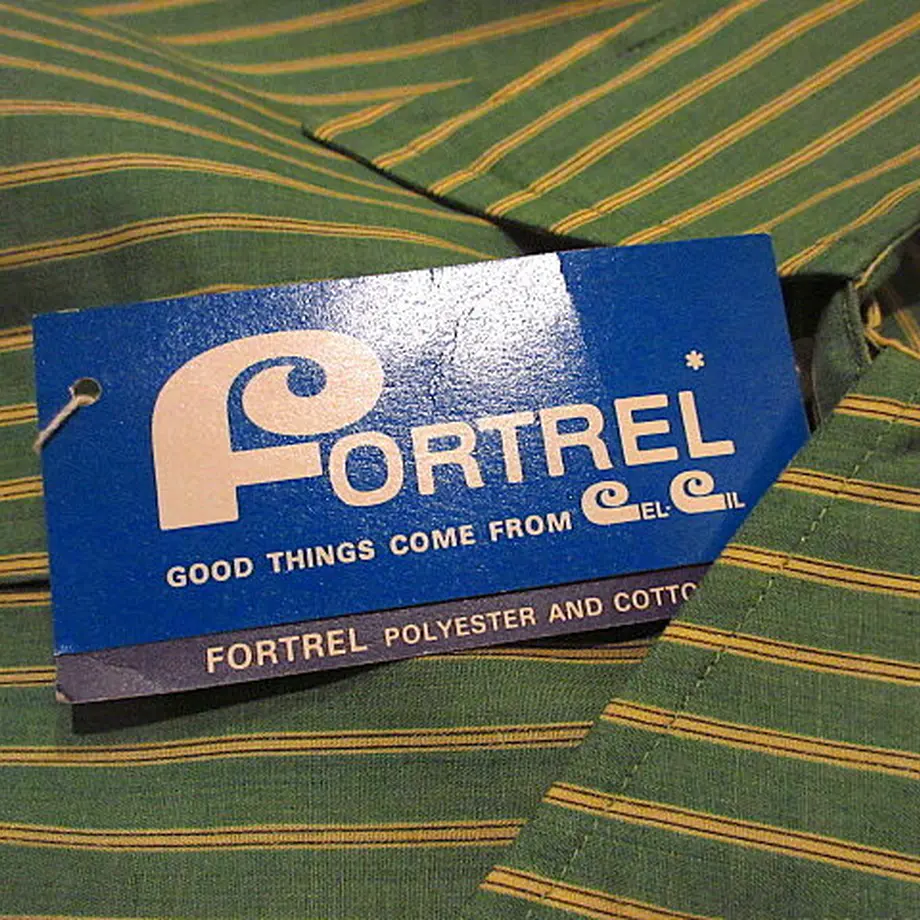 FORTREL*
GOOD THINGS COME FROM CEL-CIL
FORTREL POLYESTER AND COTTO